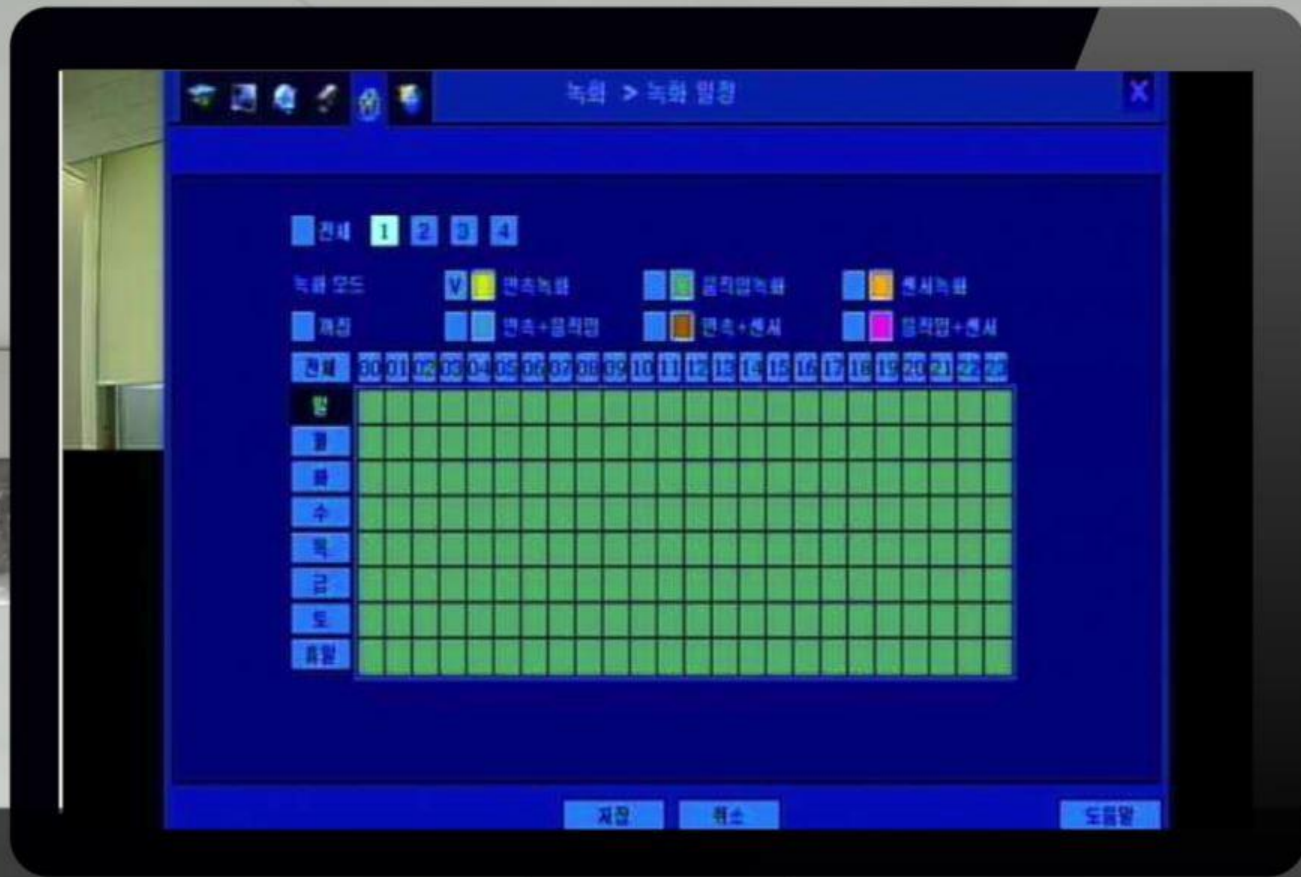 녹화 > 녹화 일정 X
전체 1 2 3 4
녹화 모드 V 연속녹화 움직임녹화 센서녹화
꺼짐 연속+움직임 연속+센서 움직임+센서
전체 00 01 02 03 04 05 06 07 08 09 10 11 12 13 14 15 16 17 18 19 20 21 22 23
일
월
화
수
목
금
토
휴일
저장 취소 도움말